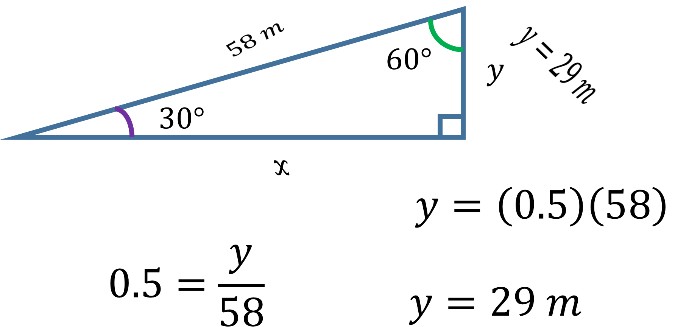 58 m
60°
y
y = 29 m
30°
x
y = (0.5)(58)
0.5 = y/58
y = 29 m